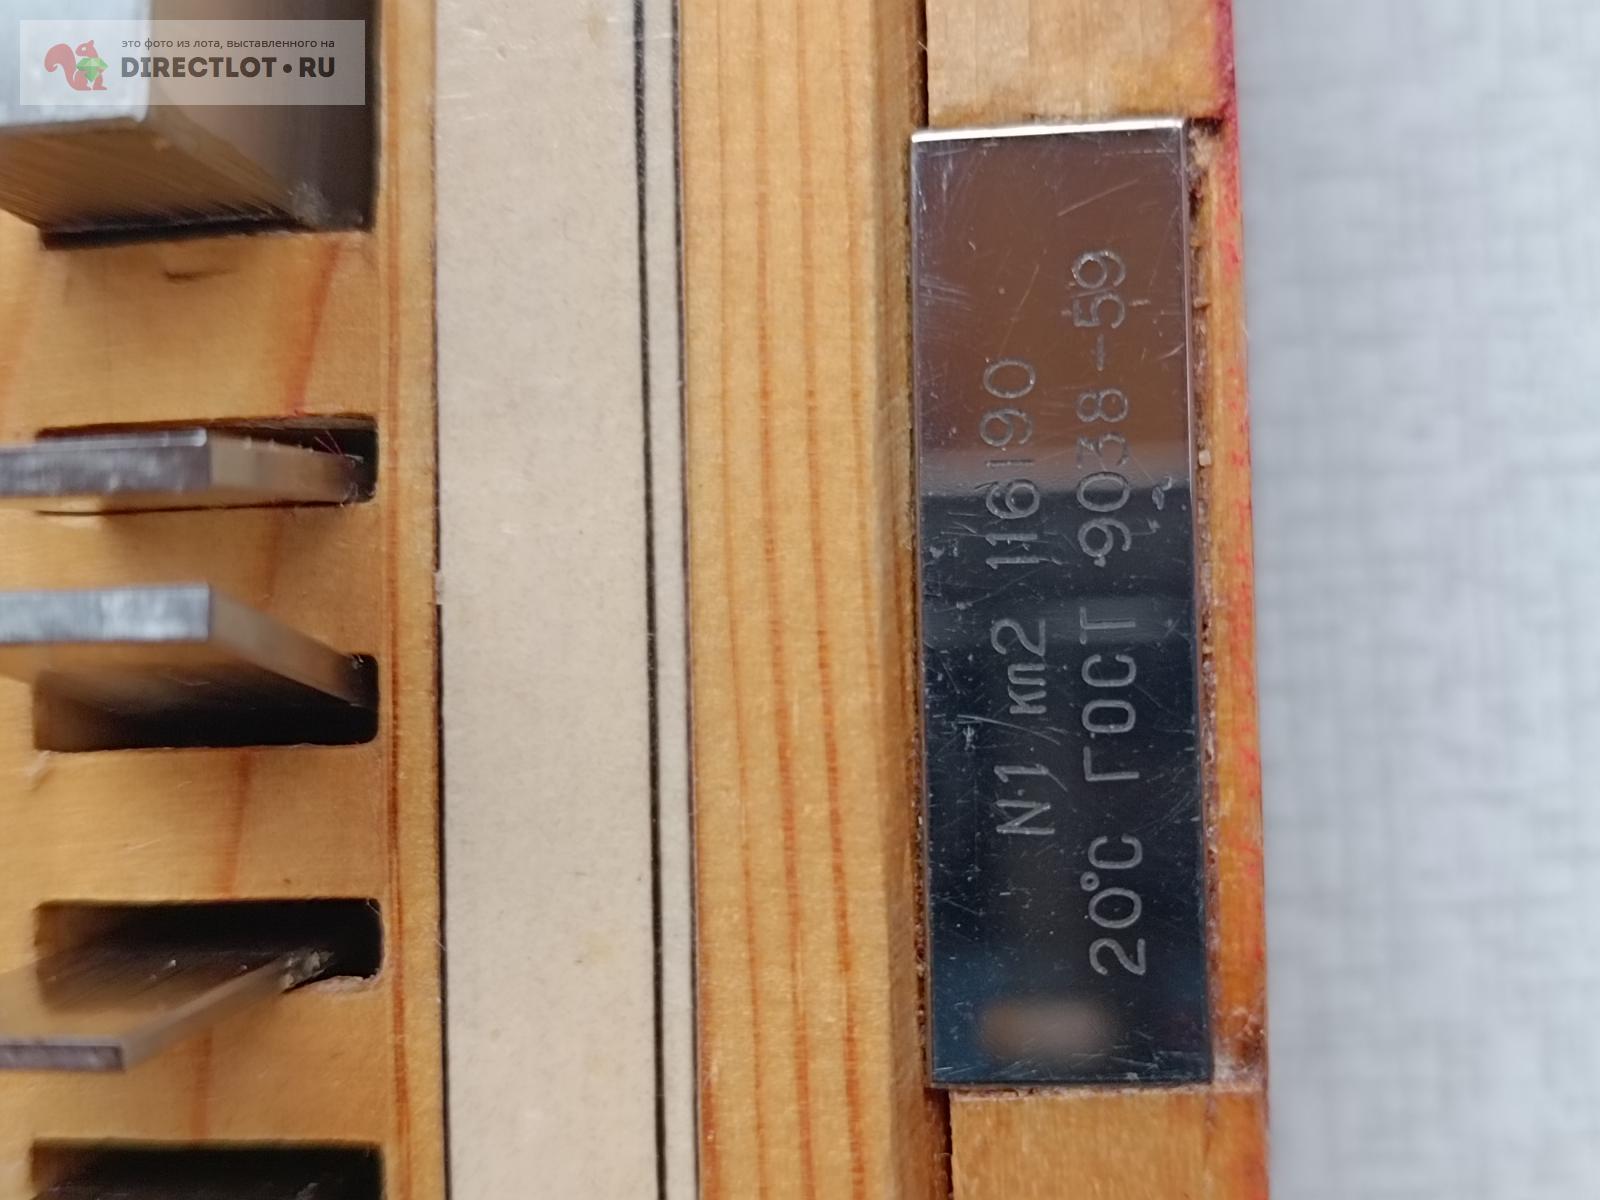 это фото из лота, выставленного на
DIRECTLOT•RU
N1 кл2 116190
20°С ГОСТ 9038-59